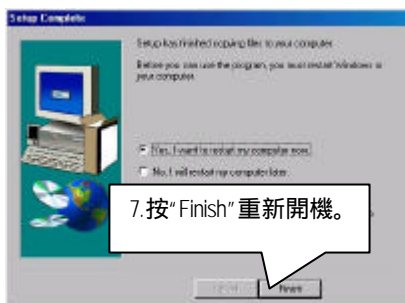 Setup Complete
Setup has finished copying files to your computer.
Before you can use the program, you must restart Windows or
your computer.
Yes, I want to restart my computer now.
No, I will restart my computer later.
7.按“Finish”重新開機。
Finish